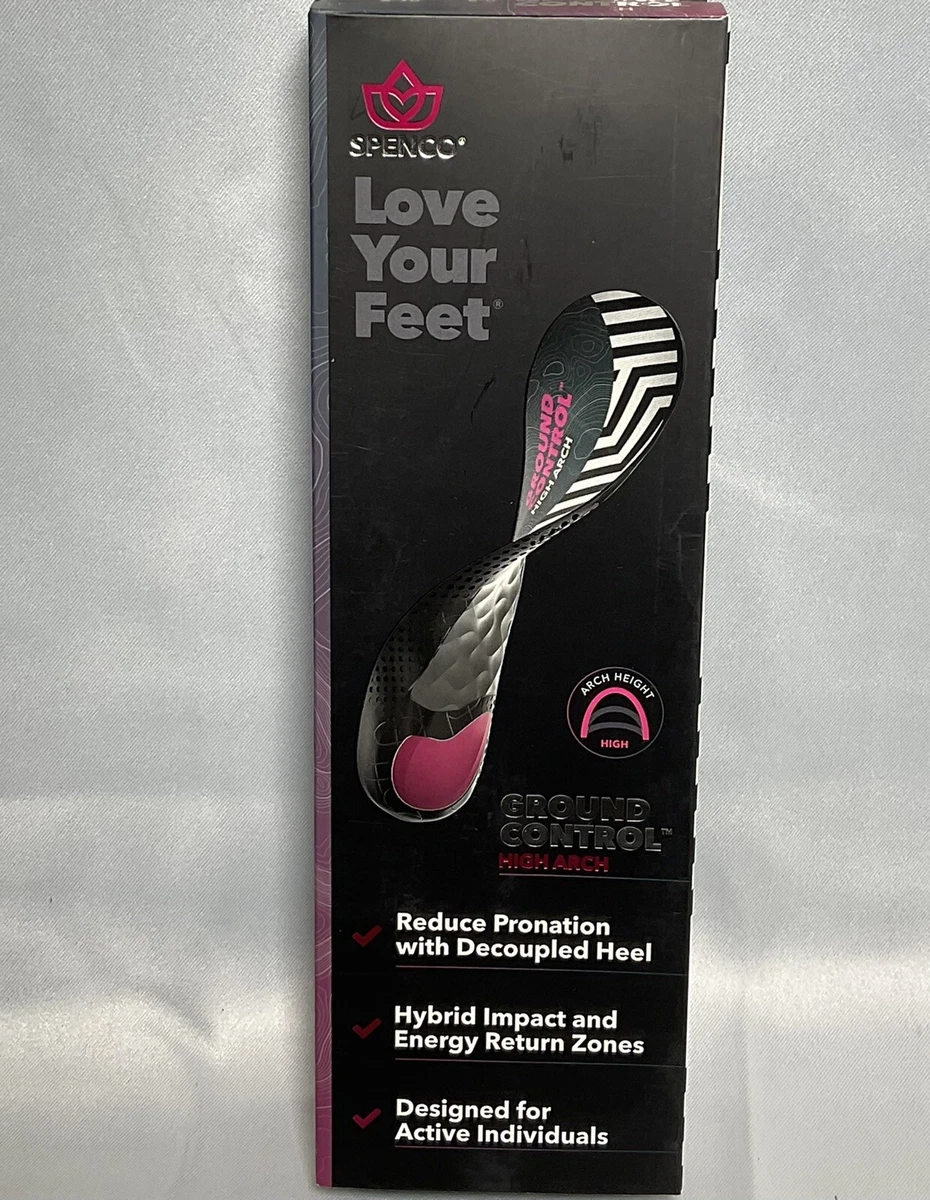 SPENCO®
Love
Your
Feet®
GROUND
CONTROL™
HIGH ARCH
ARCH HEIGHT
HIGH
GROUND
CONTROL™
HIGH ARCH
Reduce Pronation
with Decoupled Heel
Hybrid Impact and
Energy Return Zones
Designed for
Active Individuals